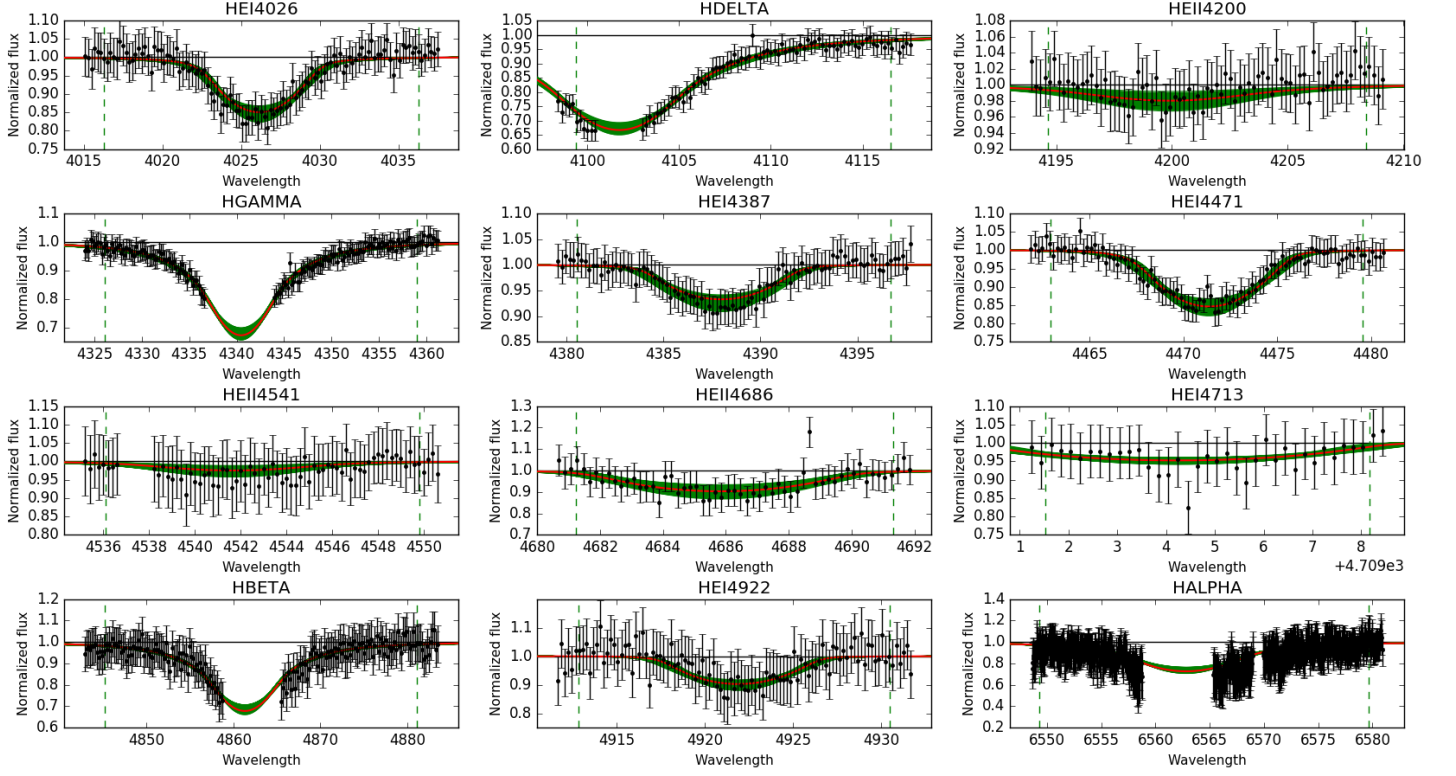 HEI4026 HDELTA HEII4200
Normalized flux 1.10 1.05 1.00 0.95 0.90 0.85 0.80 0.75
Normalized flux 1.05 1.00 0.95 0.90 0.85 0.80 0.75 0.70 0.65 0.60
Normalized flux 1.08 1.06 1.04 1.02 1.00 0.98 0.96 0.94 0.92
4015 4020 4025 4030 4035
4100 4105 4110 4115
4195 4200 4205 4210
Wavelength Wavelength Wavelength
HGAMMA HEI4387 HEI4471
Normalized flux 1.1 1.0 0.9 0.8 0.7
Normalized flux 1.10 1.05 1.00 0.95 0.90 0.85
Normalized flux 1.10 1.05 1.00 0.95 0.90 0.85 0.80 0.75
4325 4330 4335 4340 4345 4350 4355 4360
4380 4385 4390 4395
4465 4470 4475 4480
Wavelength Wavelength Wavelength
HEII4541 HEII4686 HEI4713
Normalized flux 1.15 1.10 1.05 1.00 0.95 0.90 0.85 0.80
Normalized flux 1.3 1.2 1.1 1.0 0.9 0.8 0.7
Normalized flux 1.10 1.05 1.00 0.95 0.90 0.85 0.80 0.75
4536 4538 4540 4542 4544 4546 4548 4550
4680 4682 4684 4686 4688 4690 4692
1 2 3 4 5 6 7 8
Wavelength Wavelength Wavelength
+4.709e3
HBETA HEI4922 HALPHA
Normalized flux 1.2 1.1 1.0 0.9 0.8 0.7 0.6
Normalized flux 1.1 1.0 0.9 0.8
Normalized flux 1.4 1.2 1.0 0.8 0.6 0.4 0.2
4850 4860 4870 4880
4915 4920 4925 4930
6550 6555 6560 6565 6570 6575 6580
Wavelength Wavelength Wavelength